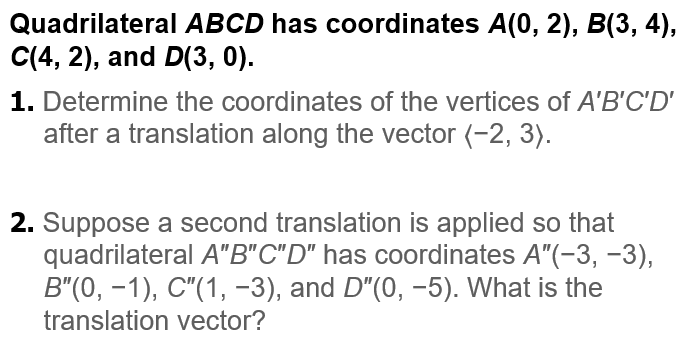 Quadrilateral ABCD has coordinates A(0, 2), B(3, 4),
C(4, 2), and D(3, 0).
1. Determine the coordinates of the vertices of A′B′C′D′
after a translation along the vector ⟨−2, 3⟩.
2. Suppose a second translation is applied so that
quadrilateral A″B″C″D″ has coordinates A″(−3, −3),
B″(0, −1), C″(1, −3), and D″(0, −5). What is the
translation vector?